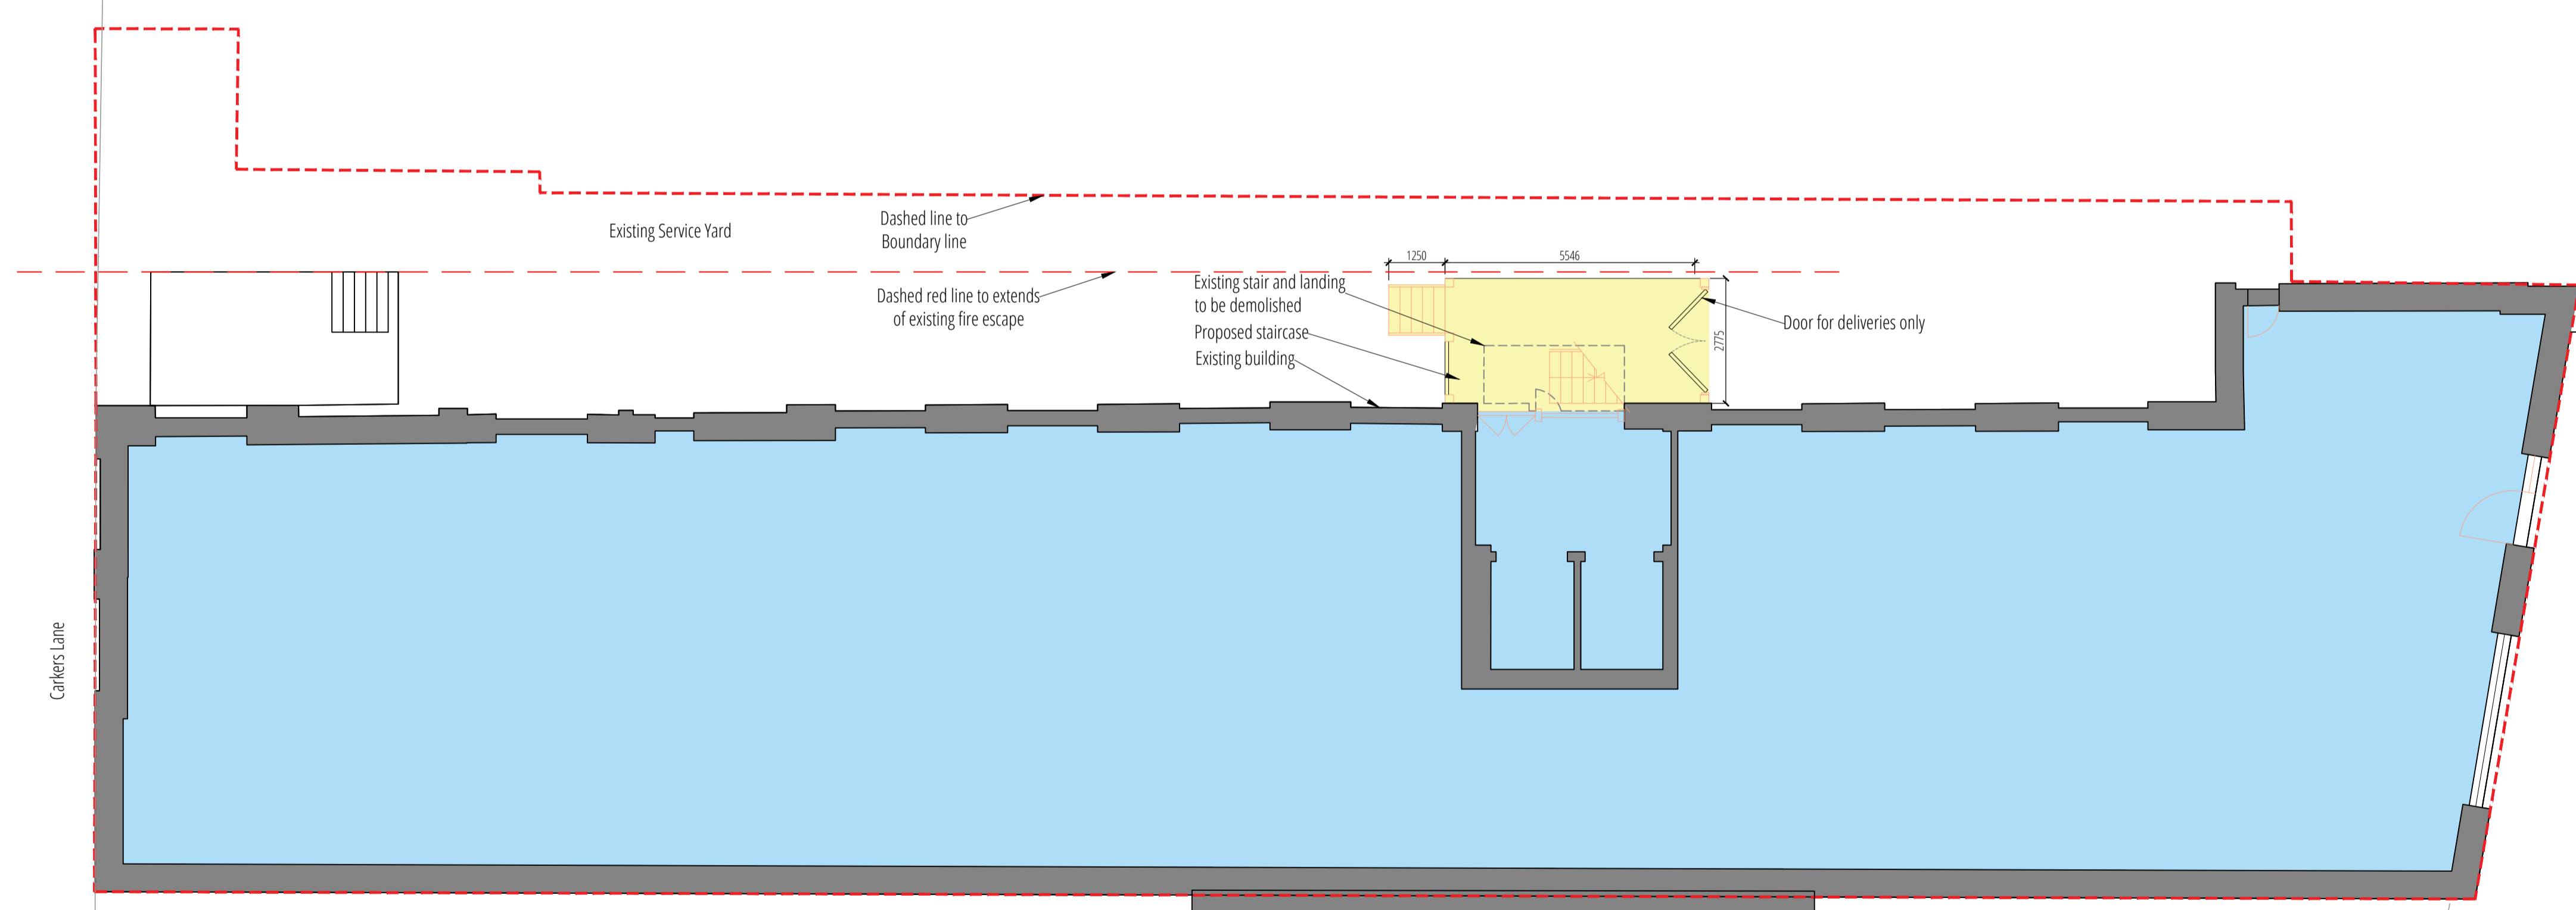 Existing Service Yard
Dashed line to
Boundary line
Dashed red line to extends
of existing fire escape
1250
5546
Existing stair and landing
to be demolished
Proposed staircase
Existing building
2775
Door for deliveries only
Carkers Lane